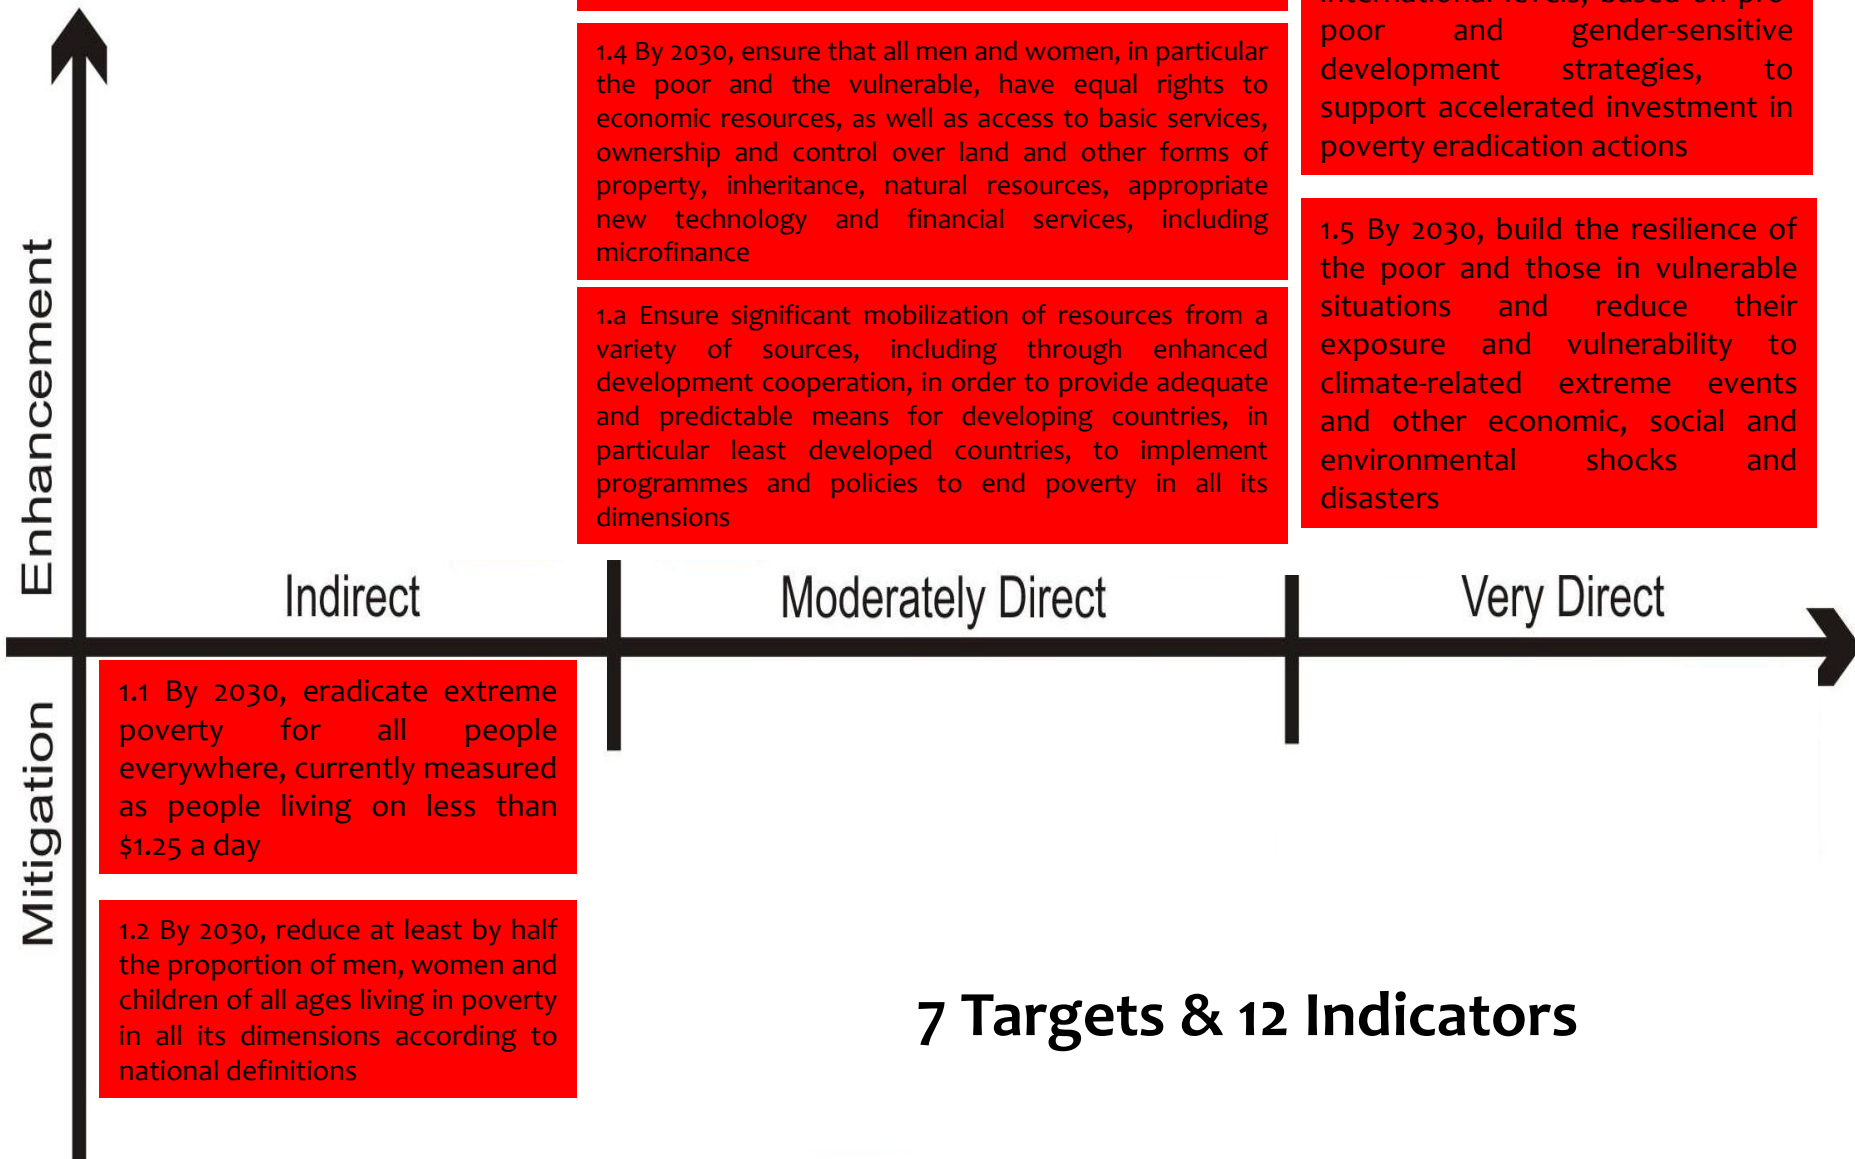 international levels, based on pro-
poor and gender-sensitive
development strategies, to
support accelerated investment in
poverty eradication actions
1.4 By 2030, ensure that all men and women, in particular
the poor and the vulnerable, have equal rights to
economic resources, as well as access to basic services,
ownership and control over land and other forms of
property, inheritance, natural resources, appropriate
new technology and financial services, including
microfinance
1.5 By 2030, build the resilience of
the poor and those in vulnerable
situations and reduce their
exposure and vulnerability to
climate-related extreme events
and other economic, social and
environmental shocks and
disasters
1.a Ensure significant mobilization of resources from a
variety of sources, including through enhanced
development cooperation, in order to provide adequate
and predictable means for developing countries, in
particular least developed countries, to implement
programmes and policies to end poverty in all its
dimensions
Enhancement
Indirect
Moderately Direct
Very Direct
Mitigation
1.1 By 2030, eradicate extreme
poverty for all people
everywhere, currently measured
as people living on less than
$1.25 a day
1.2 By 2030, reduce at least by half
the proportion of men, women and
children of all ages living in poverty
in all its dimensions according to
national definitions
7 Targets & 12 Indicators